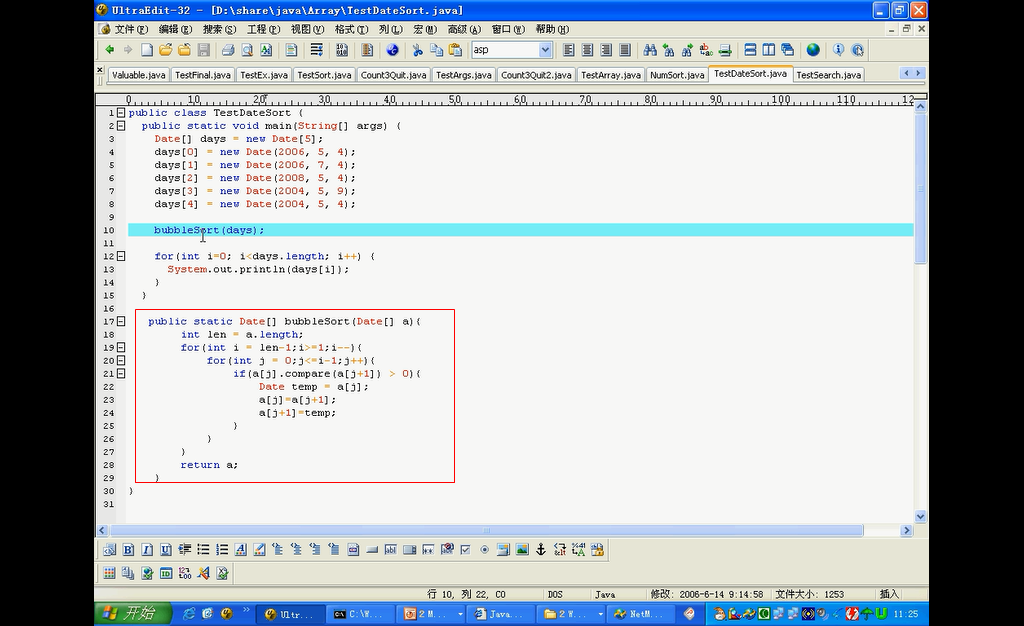 UltraEdit-32 - [D:\share\java\Array\TestDateSort.java]
文件(F) 编辑(E) 搜索(S) 工程(P) 视图(V) 格式(T) 列(L) 宏(M) 高级(A) 窗口(W) 帮助(H)
asp
Valuable.java TestFinal.java TestEx.java TestSort.java Count3Quit.java TestArgs.java Count3Quit2.java TestArray.java NumSort.java TestDateSort.java TestSearch.java
0 10 20 30 40 50 60 70 80 90 100 110 12
1 public class TestDateSort {
2 public static void main(String[] args) {
3 Date[] days = new Date[5];
4 days[0] = new Date(2006, 5, 4);
5 days[1] = new Date(2006, 7, 4);
6 days[2] = new Date(2008, 5, 4);
7 days[3] = new Date(2004, 5, 9);
8 days[4] = new Date(2004, 5, 4);
9
10 bubbleSort(days);
11
12 for(int i=0; i<days.length; i++) {
13 System.out.println(days[i]);
14 }
15 }
16
17 public static Date[] bubbleSort(Date[] a){
18 int len = a.length;
19 for(int i = len-1;i>=1;i--){
20 for(int j = 0;j<=i-1;j++){
21 if(a[j].compare(a[j+1]) > 0){
22 Date temp = a[j];
23 a[j]=a[j+1];
24 a[j+1]=temp;
25 }
26 }
27 }
28 return a;
29 }
30 }
31
行 10, 列 22, C0 DOS Java 修改: 2006-6-14 9:14:58 文件大小: 1253 插入
开始 Ultr... C:\W... 2 M... Java... 2 W... NetM... 11:25